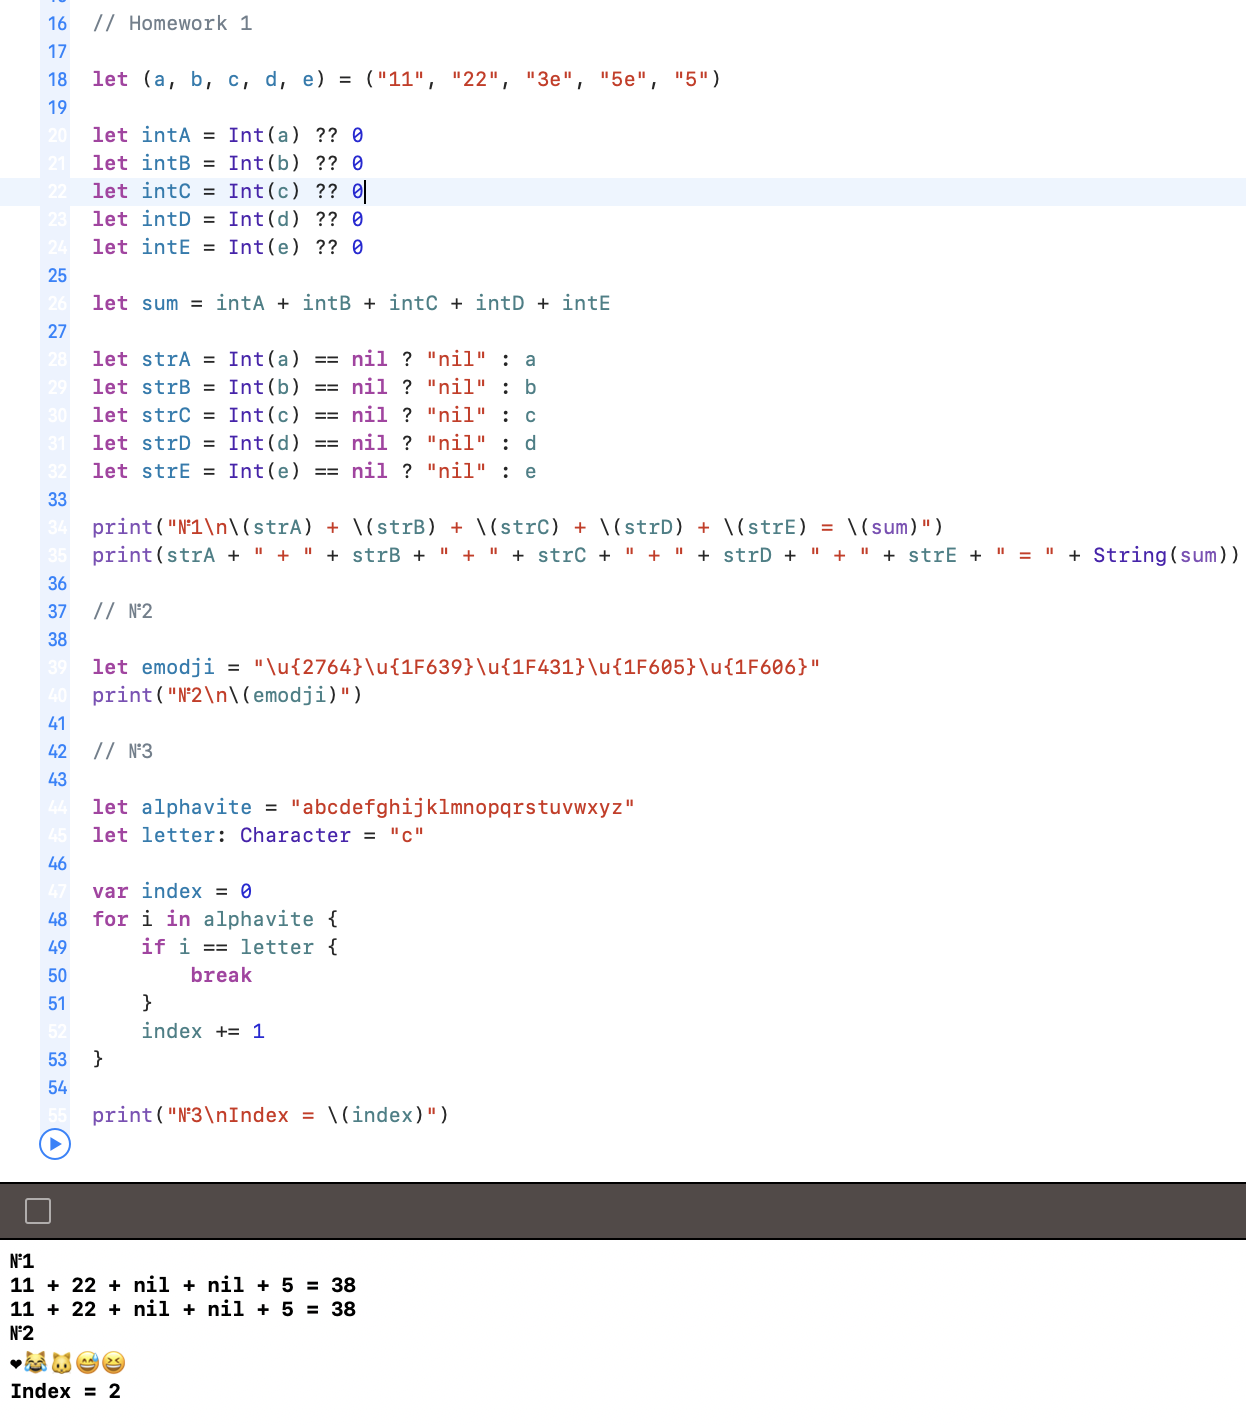 16 // Homework 1
17
18 let (a, b, c, d, e) = ("11", "22", "3e", "5e", "5")
19
20 let intA = Int(a) ?? 0
21 let intB = Int(b) ?? 0
22 let intC = Int(c) ?? 0
23 let intD = Int(d) ?? 0
24 let intE = Int(e) ?? 0
25
26 let sum = intA + intB + intC + intD + intE
27
28 let strA = Int(a) == nil ? "nil" : a
29 let strB = Int(b) == nil ? "nil" : b
30 let strC = Int(c) == nil ? "nil" : c
31 let strD = Int(d) == nil ? "nil" : d
32 let strE = Int(e) == nil ? "nil" : e
33
34 print("№1\n\(strA) + \(strB) + \(strC) + \(strD) + \(strE) = \(sum)")
35 print(strA + " + " + strB + " + " + strC + " + " + strD + " + " + strE + " = " + String(sum))
36
37 // №2
38
39 let emodji = "\u{2764}\u{1F639}\u{1F431}\u{1F605}\u{1F606}"
40 print("№2\n\(emodji)")
41
42 // №3
43
44 let alphavite = "abcdefghijklmnopqrstuvwxyz"
45 let letter: Character = "c"
46
47 var index = 0
48 for i in alphavite {
49     if i == letter {
50         break
51     }
52     index += 1
53 }
54
55 print("№3\nIndex = \(index)")
№1
11 + 22 + nil + nil + 5 = 38
11 + 22 + nil + nil + 5 = 38
№2
❤😹🐱😅😆
Index = 2